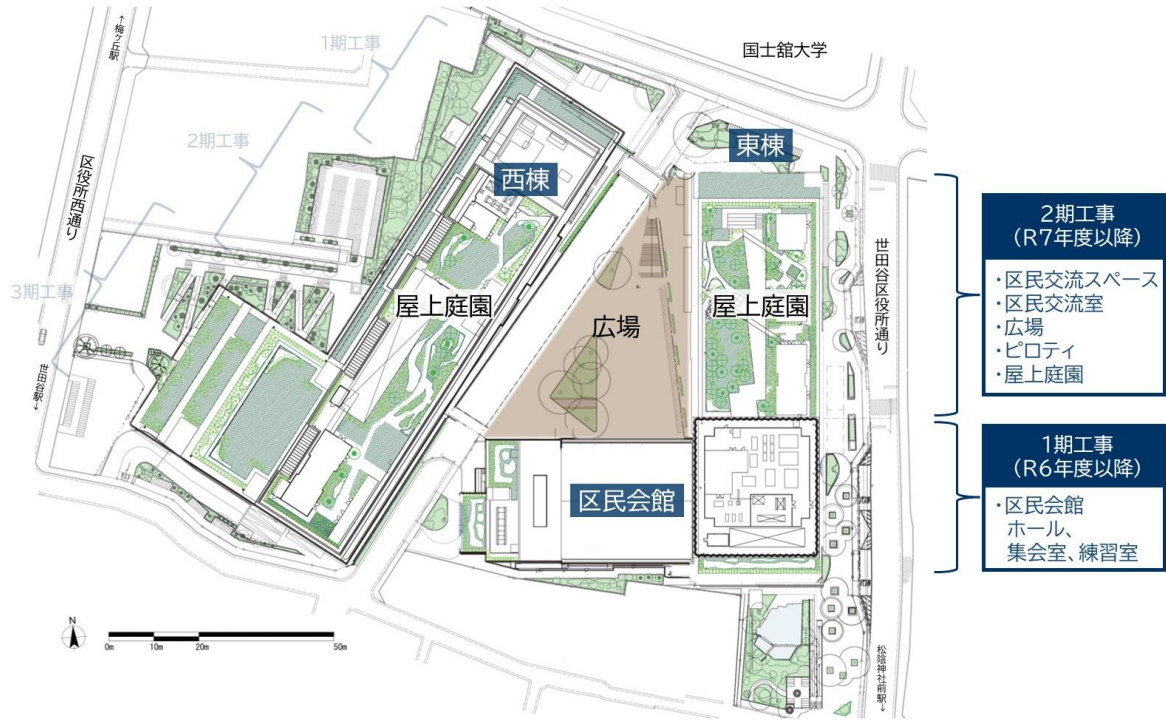 ↑梅ヶ丘駅
1期工事
国士舘大学
2期工事
東棟
西棟
区役所西通り
2期工事
(R7年度以降)
・区民交流スペース
・区民交流室
・広場
・ピロティ
・屋上庭園
世田谷区役所通り
3期工事
屋上庭園
広場
屋上庭園
世田谷駅↓
1期工事
(R6年度以降)
・区民会館
ホール、
集会室、練習室
区民会館
N
0m 10m 20m 50m
松陰神社前駅↓